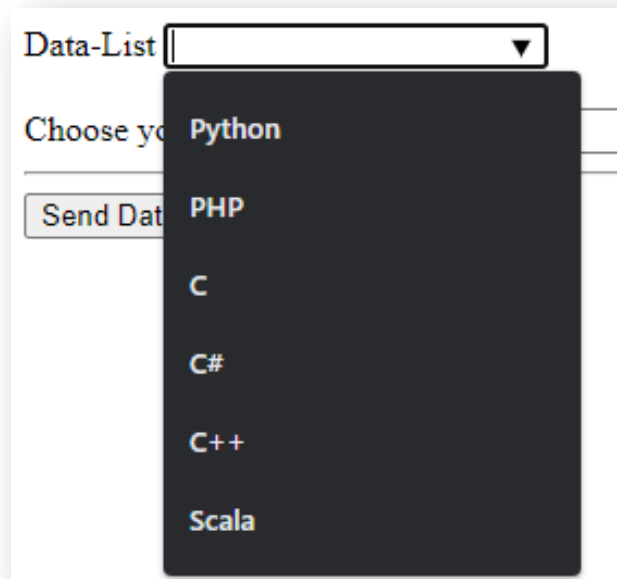 Data-List
Python
Choose yo
PHP
Send Dat
C
C#
C++
Scala